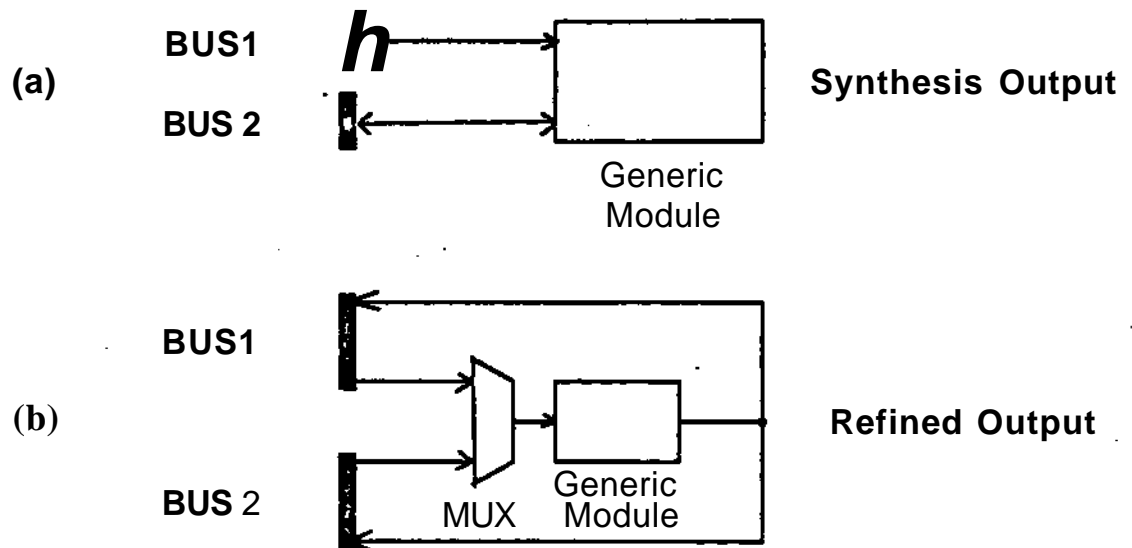 BUS1
h
(a)
Synthesis Output
BUS 2
Generic
Module
BUS1
(b)
Refined Output
BUS 2
MUX
Generic
Module